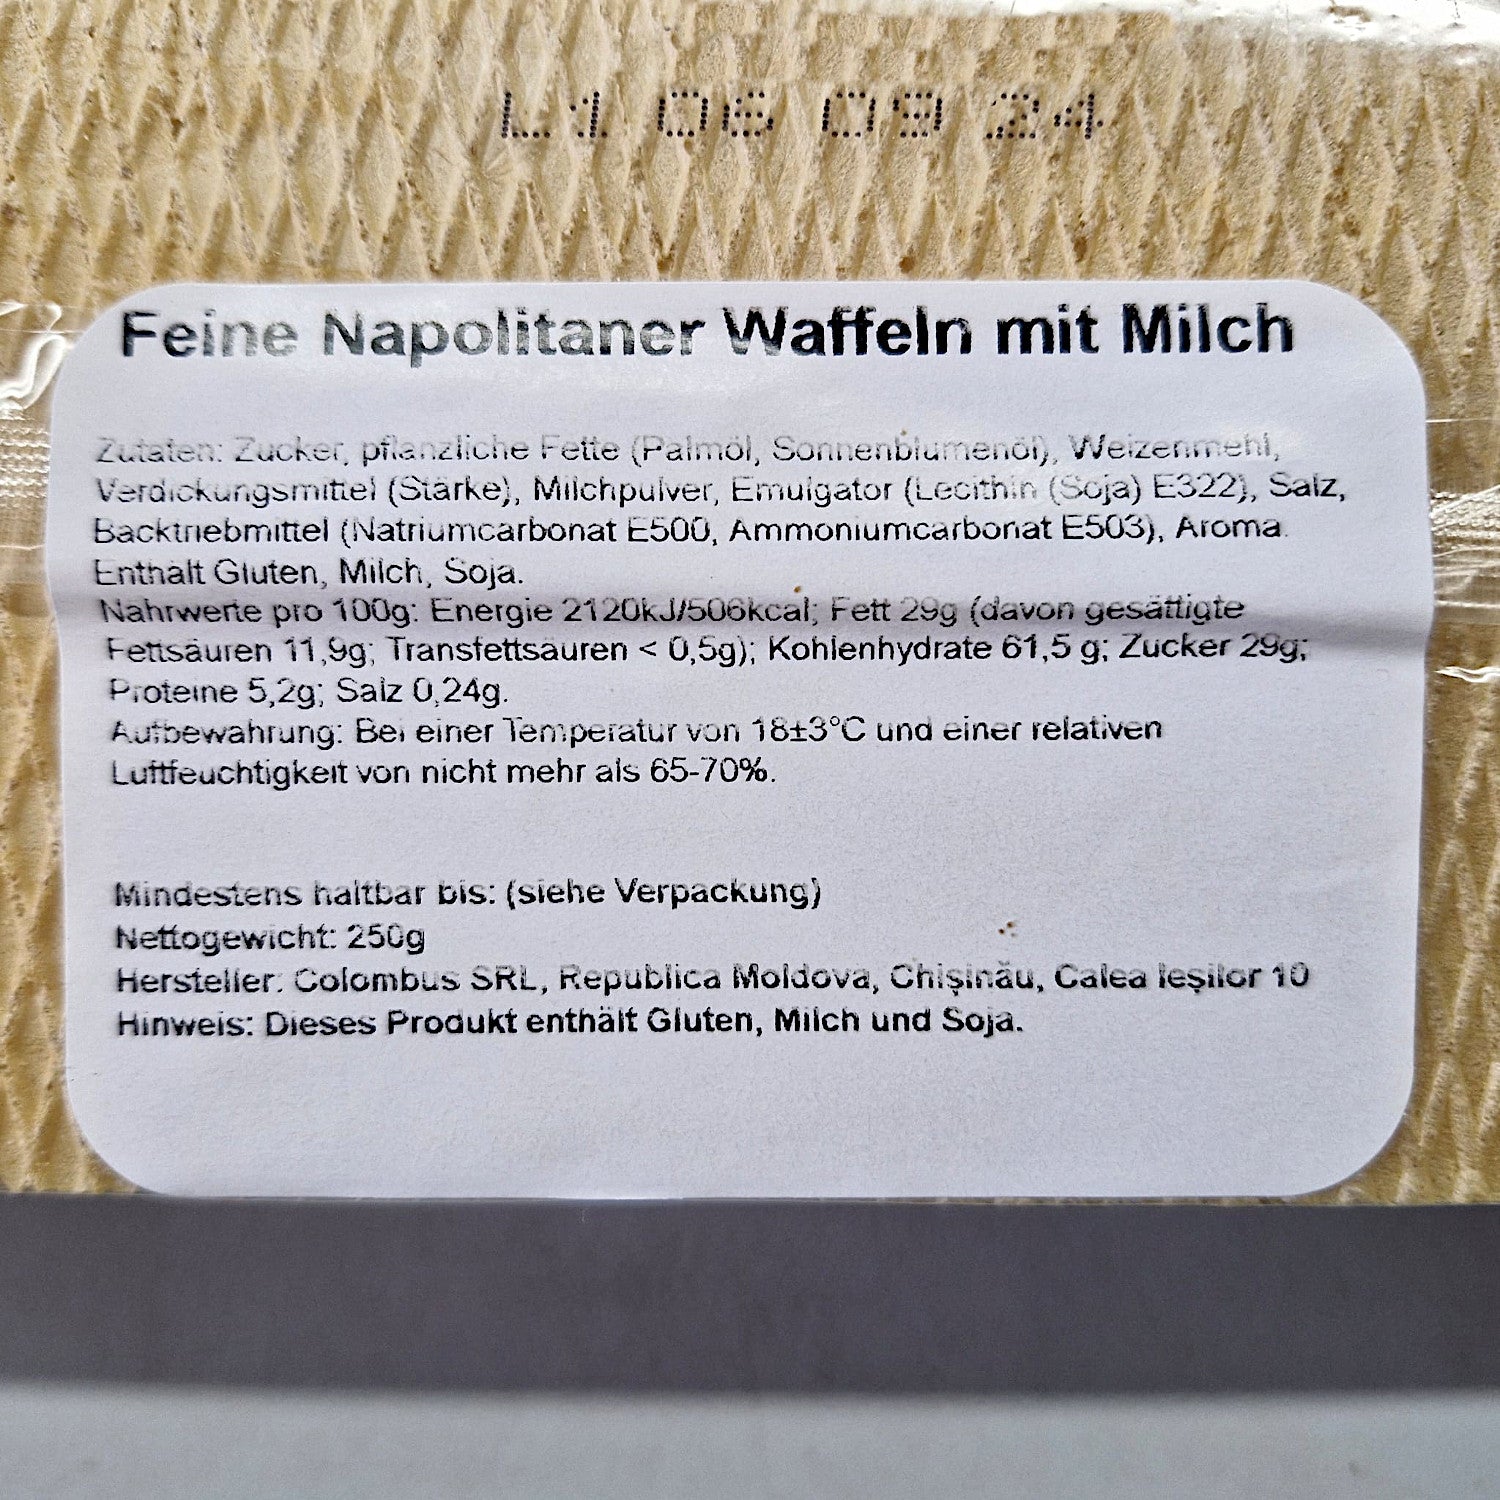 L1 06 09 24
Feine Napolitaner Waffeln mit Milch
Zutaten: Zucker, pflanzliche Fette (Palmöl, Sonnenblumenöl), Weizenmehl,
Verdickungsmittel (Stärke), Milchpulver, Emulgator (Lecithin (Soja) E322), Salz,
Backtriebmittel (Natriumcarbonat E500, Ammoniumcarbonat E503), Aroma.
Enthält Gluten, Milch, Soja.
Nährwerte pro 100g: Energie 2120kJ/506kcal; Fett 29g (davon gesättigte
Fettsäuren 11,9g; Transfettsäuren < 0,5g); Kohlenhydrate 61,5 g; Zucker 29g;
Proteine 5,2g; Salz 0,24g.
Aufbewahrung: Bei einer Temperatur von 18±3°C und einer relativen
Luftfeuchtigkeit von nicht mehr als 65-70%.
Mindestens haltbar bis: (siehe Verpackung)
Nettogewicht: 250g
Hersteller: Colombus SRL, Republica Moldova, Chișinău, Calea Ieșilor 10
Hinweis: Dieses Produkt enthält Gluten, Milch und Soja.